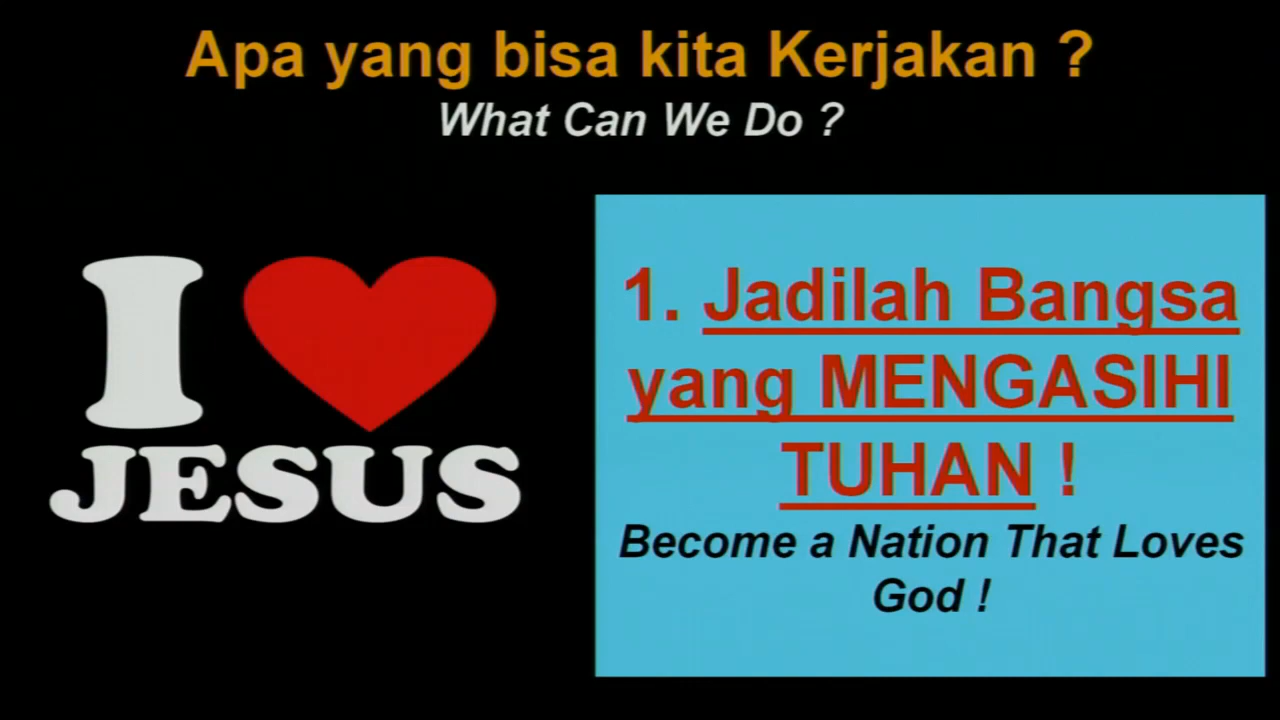 Apa yang bisa kita Kerjakan ?
What Can We Do ?
I
JESUS
1. Jadilah Bangsa
yang MENGASIHI
TUHAN !
Become a Nation That Loves
God !